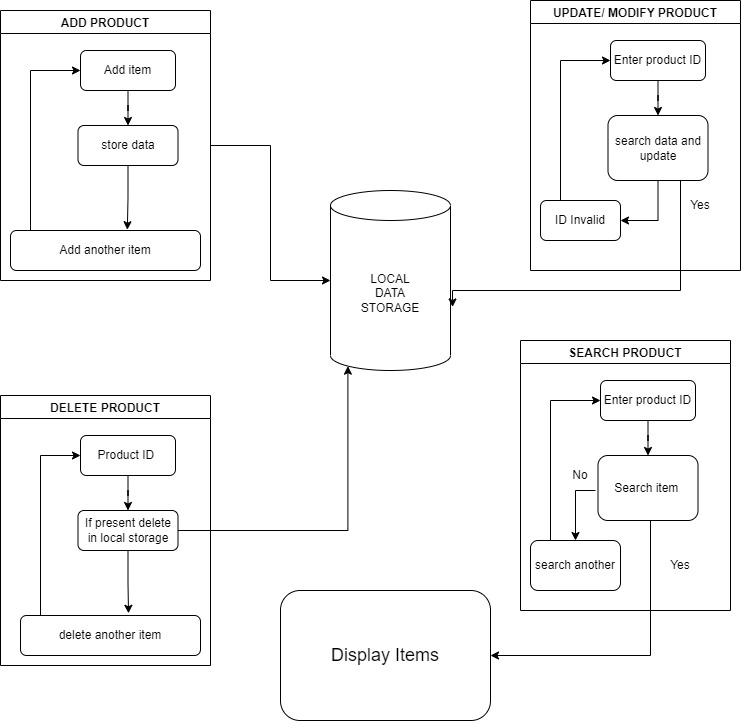 ADD PRODUCT
Add item
store data
Add another item
UPDATE/ MODIFY PRODUCT
Enter product ID
search data and
update
Yes
ID Invalid
LOCAL
DATA
STORAGE
SEARCH PRODUCT
Enter product ID
No
Search item
search another
Yes
DELETE PRODUCT
Product ID
If present delete
in local storage
delete another item
Display Items